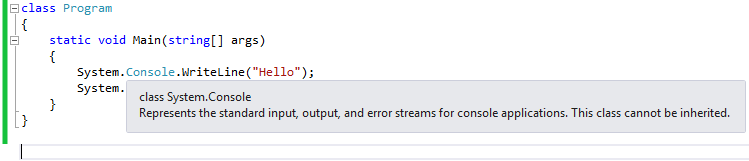 class Program
{
static void Main(string[] args)
{
System.Console.WriteLine("Hello");
System.
class System.Console
Represents the standard input, output, and error streams for console applications. This class cannot be inherited.
}
}